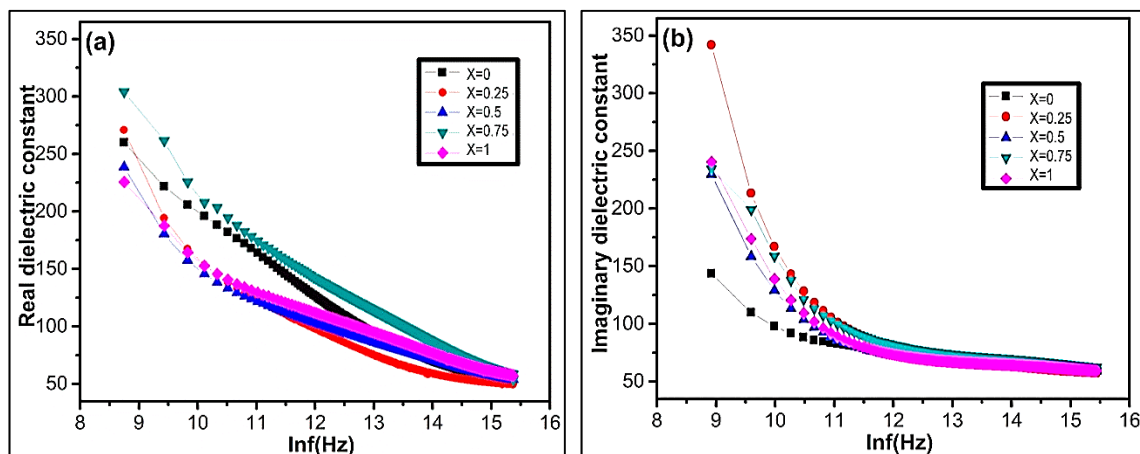 (a)
Real dielectric constant
350
300
250
200
150
100
50
X=0
X=0.25
X=0.5
X=0.75
X=1
8 9 10 11 12 13 14 15 16
lnf(Hz)
(b)
Imaginary dielectric constant
350
300
250
200
150
100
50
X=0
X=0.25
X=0.5
X=0.75
X=1
8 9 10 11 12 13 14 15 16
lnf(Hz)